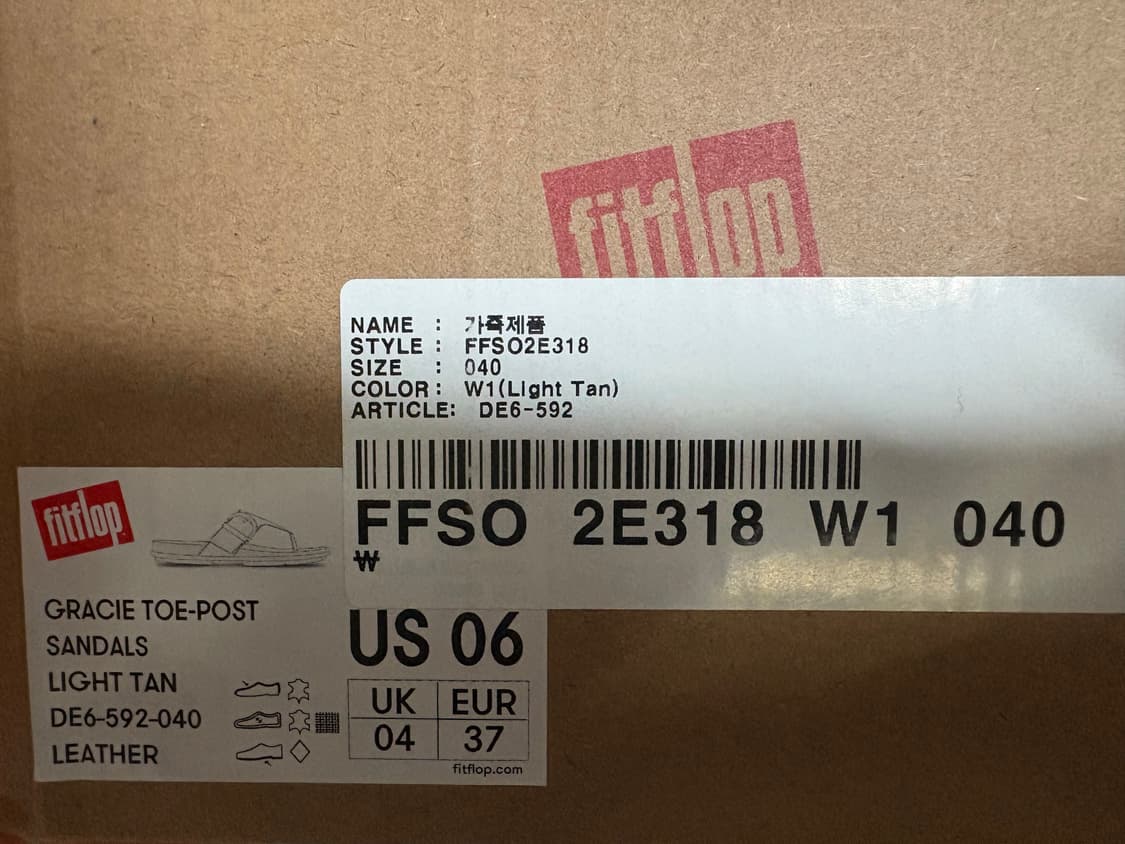 fitflop
NAME : 가죽제품
STYLE : FFSO2E318
SIZE : 040
COLOR : W1(Light Tan)
ARTICLE: DE6-592
FFSO 2E318 W1 040
₩
fitflop
GRACIE TOE-POST
SANDALS
LIGHT TAN
DE6-592-040
LEATHER
US 06
UK EUR
04 37
fitflop.com